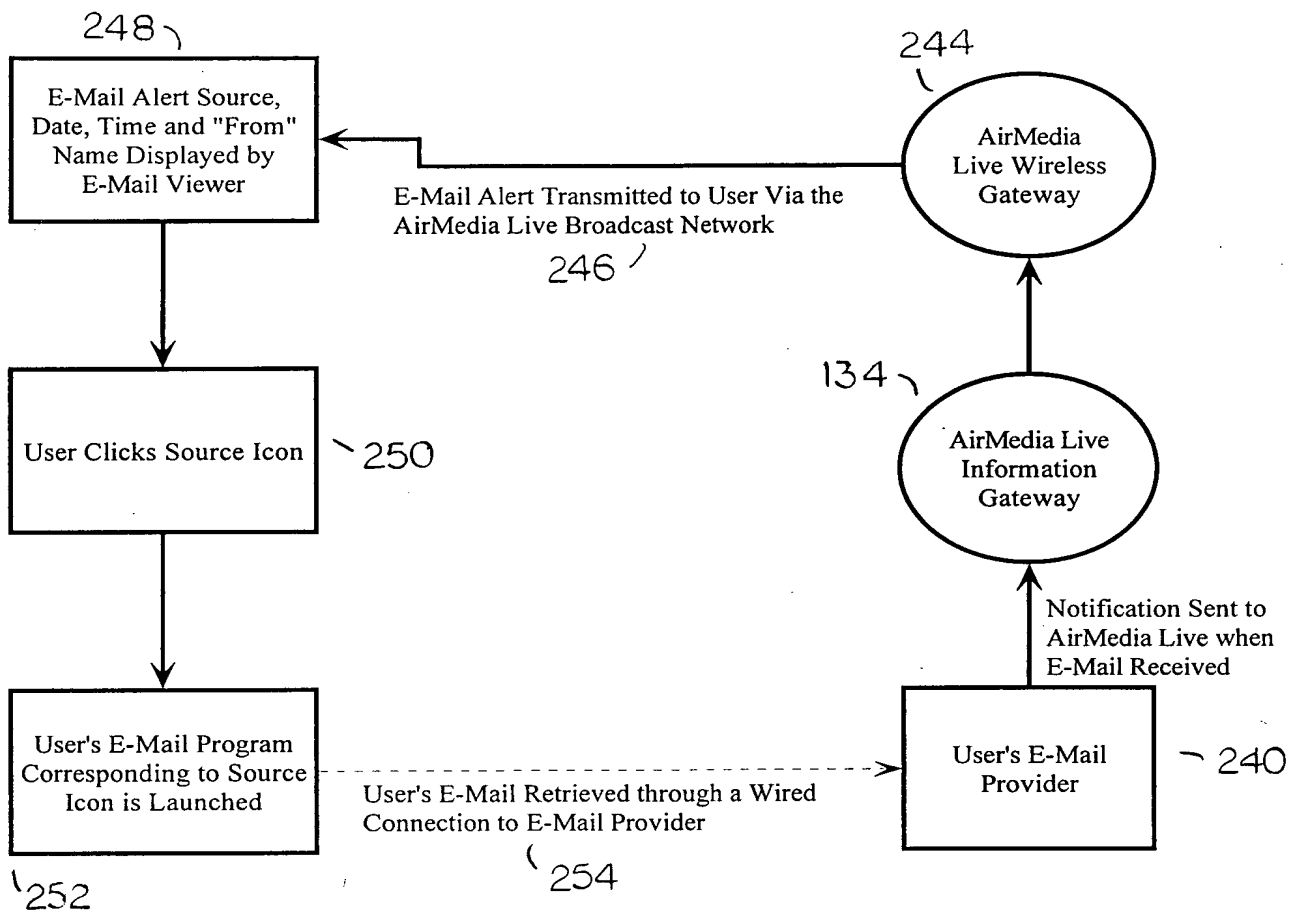 248
E-Mail Alert Source,
Date, Time and "From"
Name Displayed by
E-Mail Viewer
244
AirMedia
Live Wireless
Gateway
E-Mail Alert Transmitted to User Via the
AirMedia Live Broadcast Network
246
134
AirMedia Live
Information
Gateway
User Clicks Source Icon
250
Notification Sent to
AirMedia Live when
E-Mail Received
User's E-Mail Program
Corresponding to Source
Icon is Launched
252
User's E-Mail Retrieved through a Wired
Connection to E-Mail Provider
254
User's E-Mail
Provider
240